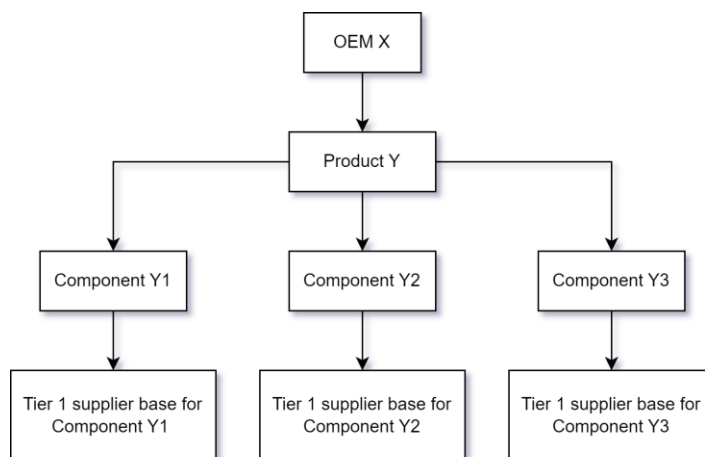 OEM X
Product Y
Component Y1
Component Y2
Component Y3
Tier 1 supplier base for
Component Y1
Tier 1 supplier base for
Component Y2
Tier 1 supplier base for
Component Y3